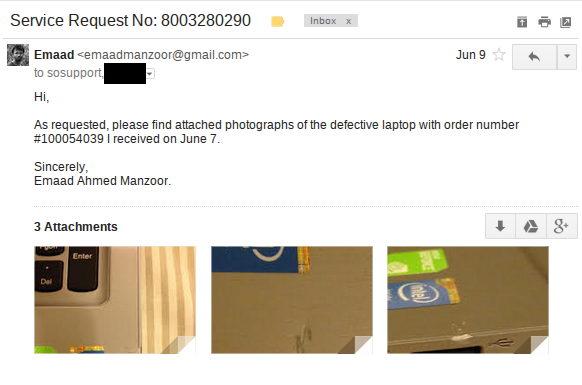 Service Request No: 8003280290
Inbox x
Emaad <emaadmanzoor@gmail.com>
Jun 9
to sosupport,
Hi,
As requested, please find attached photographs of the defective laptop with order number
#100054039 I received on June 7.
Sincerely,
Emaad Ahmed Manzoor.
3 Attachments
g+
Enter
Del
intel